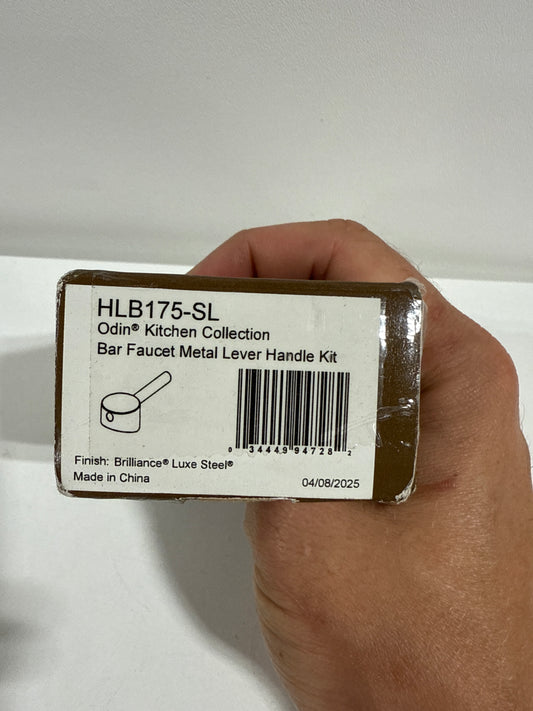 HLB175-SL
Odin® Kitchen Collection
Bar Faucet Metal Lever Handle Kit
0 34449 94728 2
Finish: Brilliance® Luxe Steel®
Made in China
04/08/2025